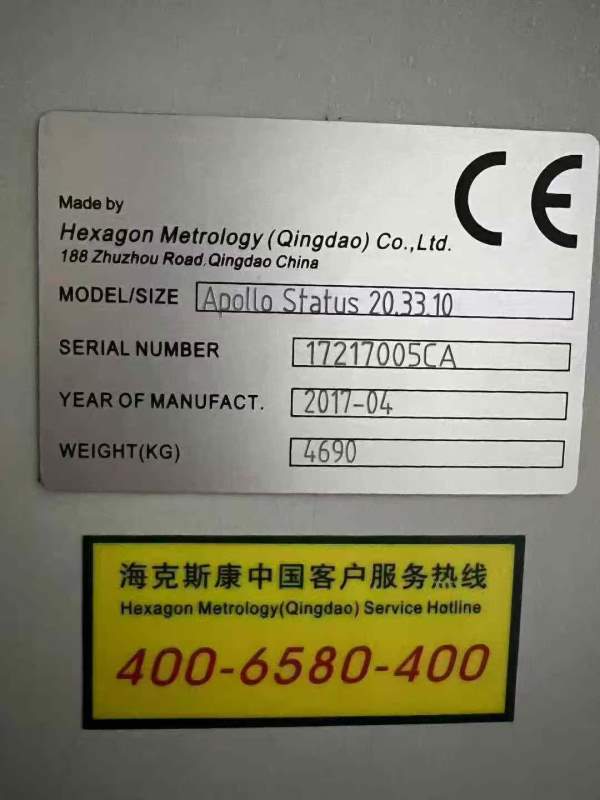 CE
Made by
Hexagon Metrology (Qingdao) Co.,Ltd.
188 Zhuzhou Road.Qingdao China
MODEL/SIZE Apollo Status 20.33.10
SERIAL NUMBER 17217005CA
YEAR OF MANUFACT. 2017-04
WEIGHT(KG) 4690
海克斯康中国客户服务热线
Hexagon Metrology(Qingdao) Service Hotline
400-6580-400